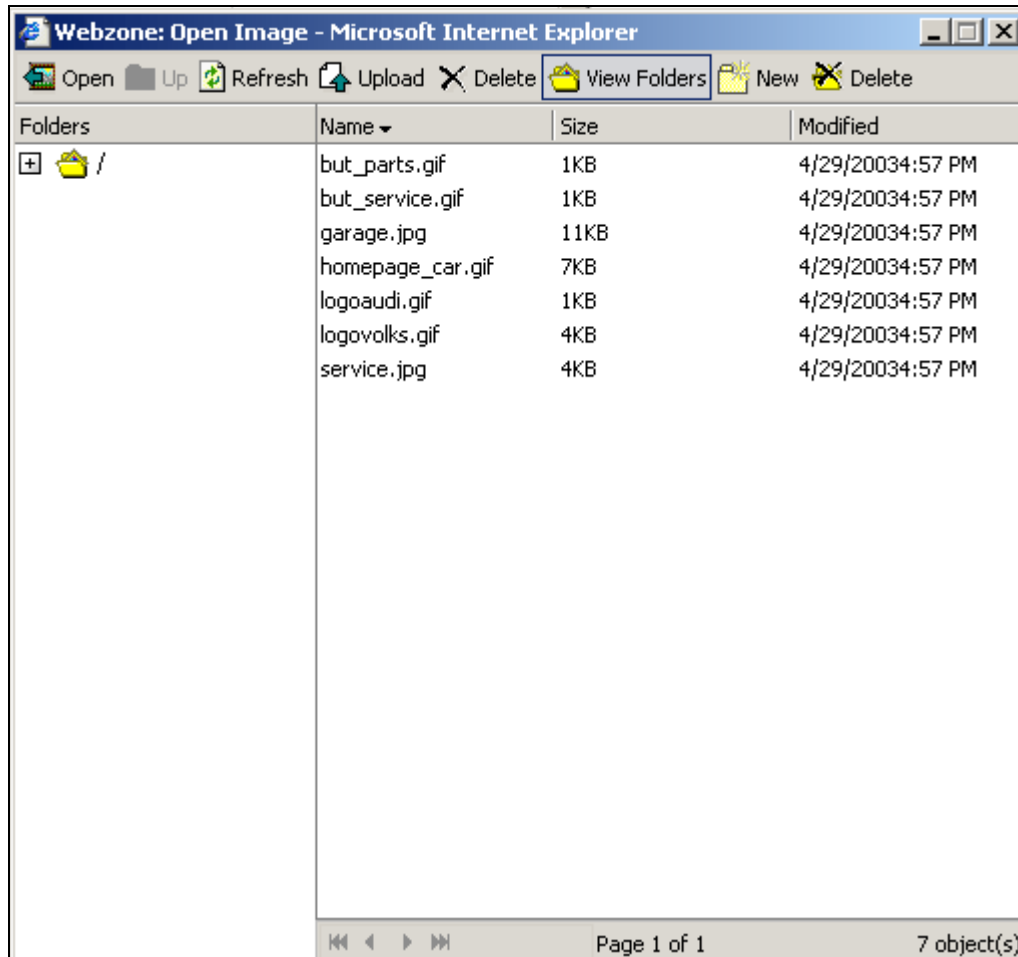 Webzone: Open Image - Microsoft Internet Explorer
Open Up Refresh Upload Delete View Folders New Delete
Folders Name Size Modified
/ but_parts.gif 1KB 4/29/20034:57 PM
but_service.gif 1KB 4/29/20034:57 PM
garage.jpg 11KB 4/29/20034:57 PM
homepage_car.gif 7KB 4/29/20034:57 PM
logoaudi.gif 1KB 4/29/20034:57 PM
logovolks.gif 4KB 4/29/20034:57 PM
service.jpg 4KB 4/29/20034:57 PM
Page 1 of 1 7 object(s)